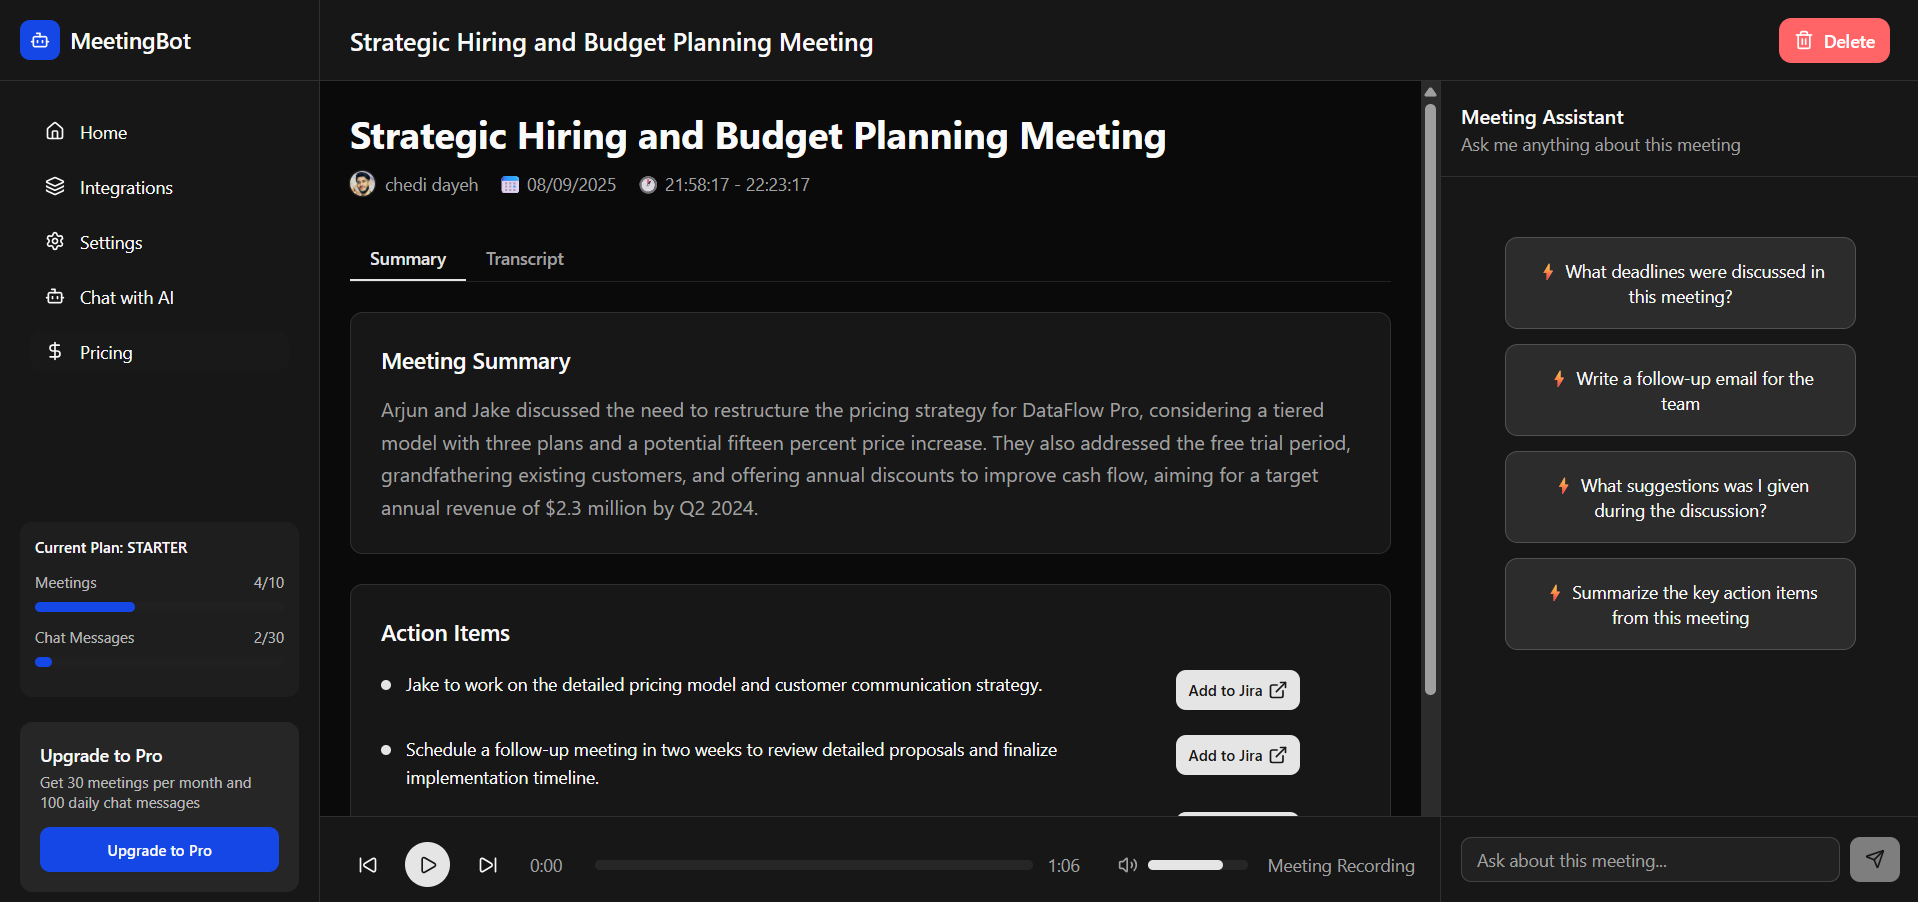 MeetingBot
Strategic Hiring and Budget Planning Meeting
Delete
Home
Integrations
Settings
Chat with AI
Pricing
Current Plan: STARTER
Meetings 4/10
Chat Messages 2/30
Upgrade to Pro
Get 30 meetings per month and
100 daily chat messages
Upgrade to Pro
Strategic Hiring and Budget Planning Meeting
chedi dayeh 08/09/2025 21:58:17 - 22:23:17
Summary Transcript
Meeting Summary
Arjun and Jake discussed the need to restructure the pricing strategy for DataFlow Pro, considering a tiered
model with three plans and a potential fifteen percent price increase. They also addressed the free trial period,
grandfathering existing customers, and offering annual discounts to improve cash flow, aiming for a target
annual revenue of $2.3 million by Q2 2024.
Action Items
Jake to work on the detailed pricing model and customer communication strategy.
Add to Jira
Schedule a follow-up meeting in two weeks to review detailed proposals and finalize
implementation timeline.
Add to Jira
0:00 1:06 Meeting Recording
Meeting Assistant
Ask me anything about this meeting
What deadlines were discussed in
this meeting?
Write a follow-up email for the
team
What suggestions was I given
during the discussion?
Summarize the key action items
from this meeting
Ask about this meeting...